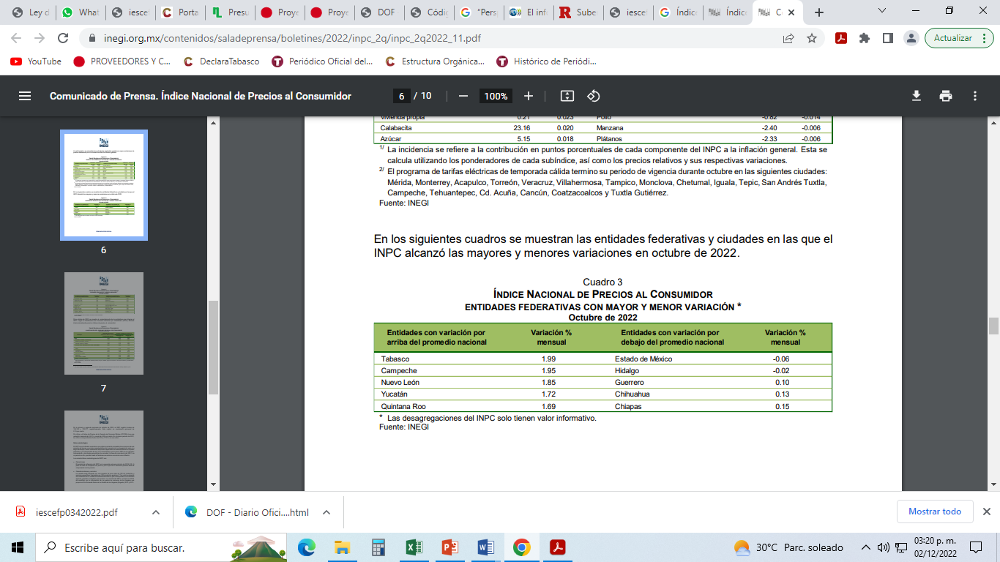 Ley d
What
iescef
Porta
Presu
Proye
Proye
DOF
Códig
"Persp
El inf
Subes
iescef
Índice
Índic
C
inegi.org.mx/contenidos/saladeprensa/boletines/2022/inpc_2q/inpc_2q2022_11.pdf
Actualizar
YouTube
PROVEEDORES Y C...
DeclaraTabasco
Periódico Oficial del...
Estructura Orgánica...
Histórico de Periódi...
Comunicado de Prensa. Índice Nacional de Precios al Consumidor
6 / 10
100%
Vivienda propia 0.21 0.023 Pollo -0.82 -0.014
Calabacita 23.16 0.020 Manzana -2.40 -0.006
Azúcar 5.15 0.018 Plátanos -2.33 -0.006
1/ La incidencia se refiere a la contribución en puntos porcentuales de cada componente del INPC a la inflación general. Esta se
calcula utilizando los ponderadores de cada subíndice, así como los precios relativos y sus respectivas variaciones.
2/ El programa de tarifas eléctricas de temporada cálida termino su periodo de vigencia durante octubre en las siguientes ciudades:
Mérida, Monterrey, Acapulco, Torreón, Veracruz, Villahermosa, Tampico, Monclova, Chetumal, Iguala, Tepic, San Andrés Tuxtla,
Campeche, Tehuantepec, Cd. Acuña, Cancún, Coatzacoalcos y Tuxtla Gutiérrez.
Fuente: INEGI
En los siguientes cuadros se muestran las entidades federativas y ciudades en las que el
INPC alcanzó las mayores y menores variaciones en octubre de 2022.
Cuadro 3
ÍNDICE NACIONAL DE PRECIOS AL CONSUMIDOR
ENTIDADES FEDERATIVAS CON MAYOR Y MENOR VARIACIÓN *
Octubre de 2022
Entidades con variación por Variación % Entidades con variación por Variación %
arriba del promedio nacional mensual debajo del promedio nacional mensual
Tabasco 1.99 Estado de México -0.06
Campeche 1.95 Hidalgo -0.02
Nuevo León 1.85 Guerrero 0.10
Yucatán 1.72 Chihuahua 0.13
Quintana Roo 1.69 Chiapas 0.15
* Las desagregaciones del INPC solo tienen valor informativo.
Fuente: INEGI
6
7
iescefp0342022.pdf
DOF - Diario Ofici....html
Mostrar todo
Escribe aquí para buscar.
30°C Parc. soleado
03:20 p. m.
02/12/2022